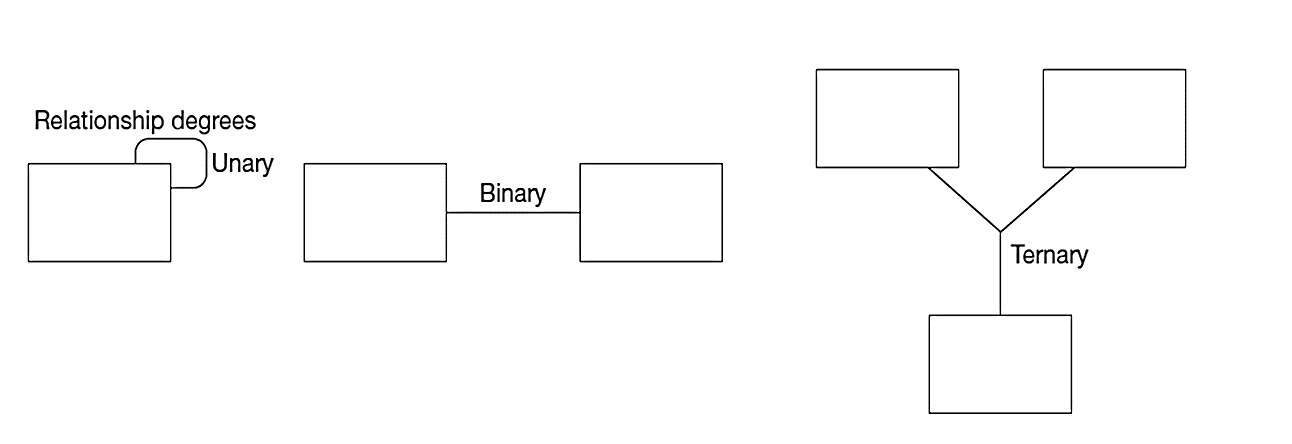 Relationship degrees
Unary
Binary
Ternary